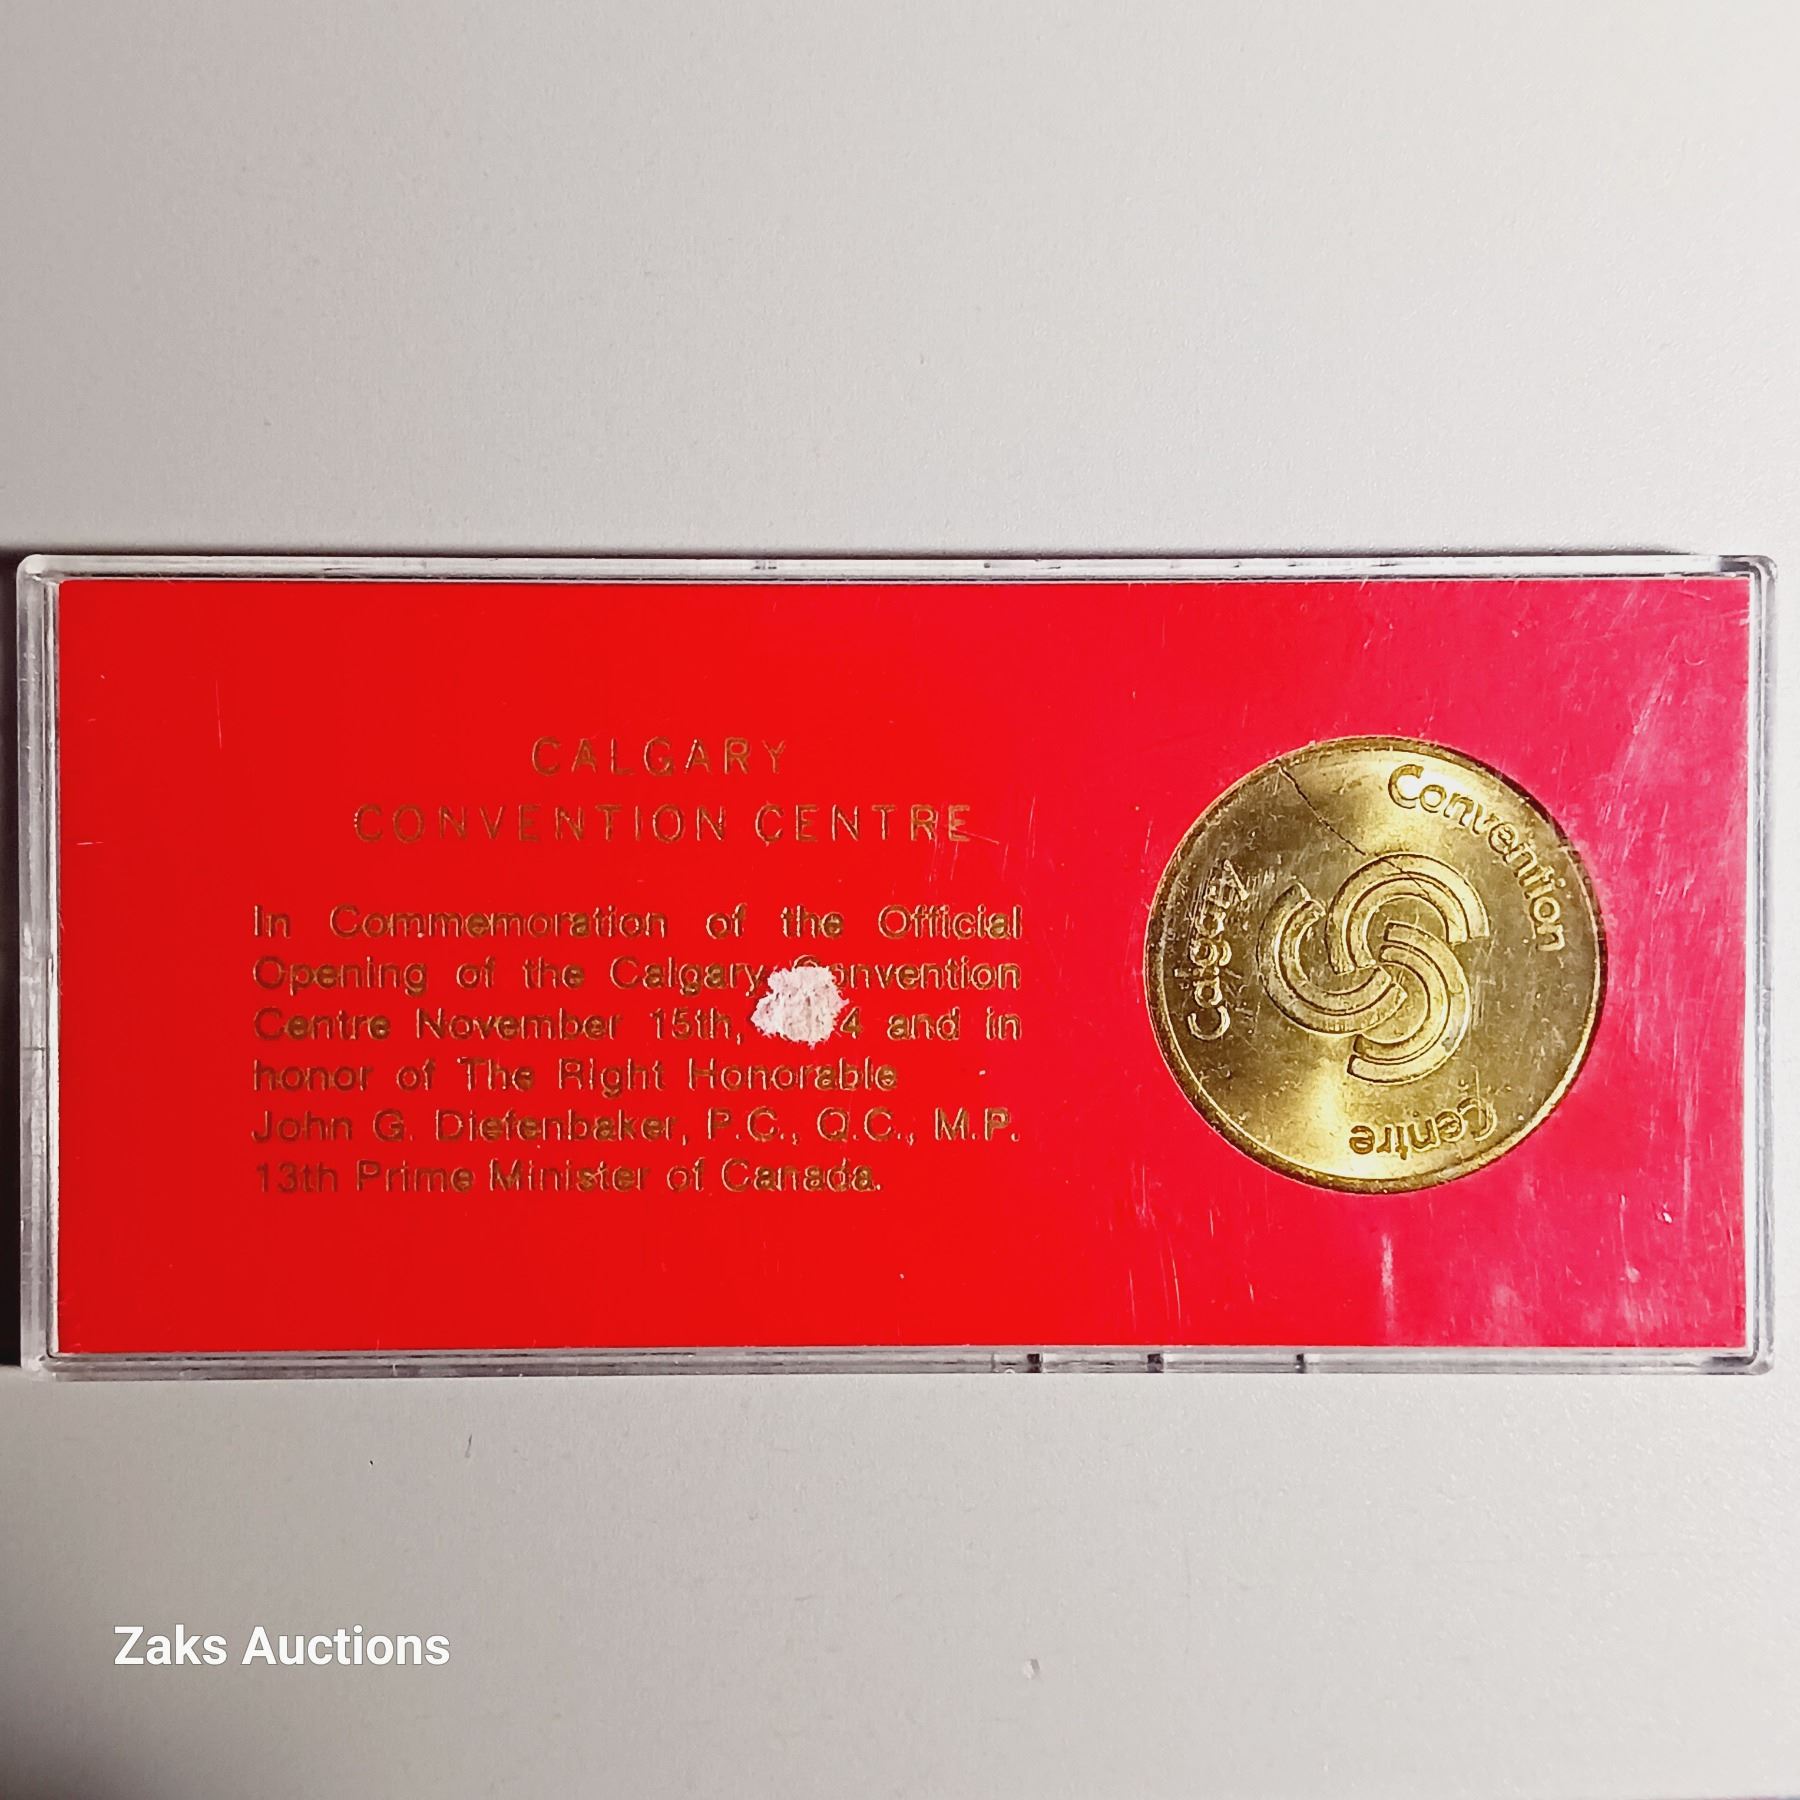 CALGARY
CONVENTION CENTRE
In Commemoration of the Official
Opening of the Calgary Convention
Centre November 15th, and in
honor of The Right Honorable
John G. Diefenbaker, P.C., Q.C., M.P.
13th Prime Minister of Canada.
Calgary
Convention
Centre
Zaks Auctions